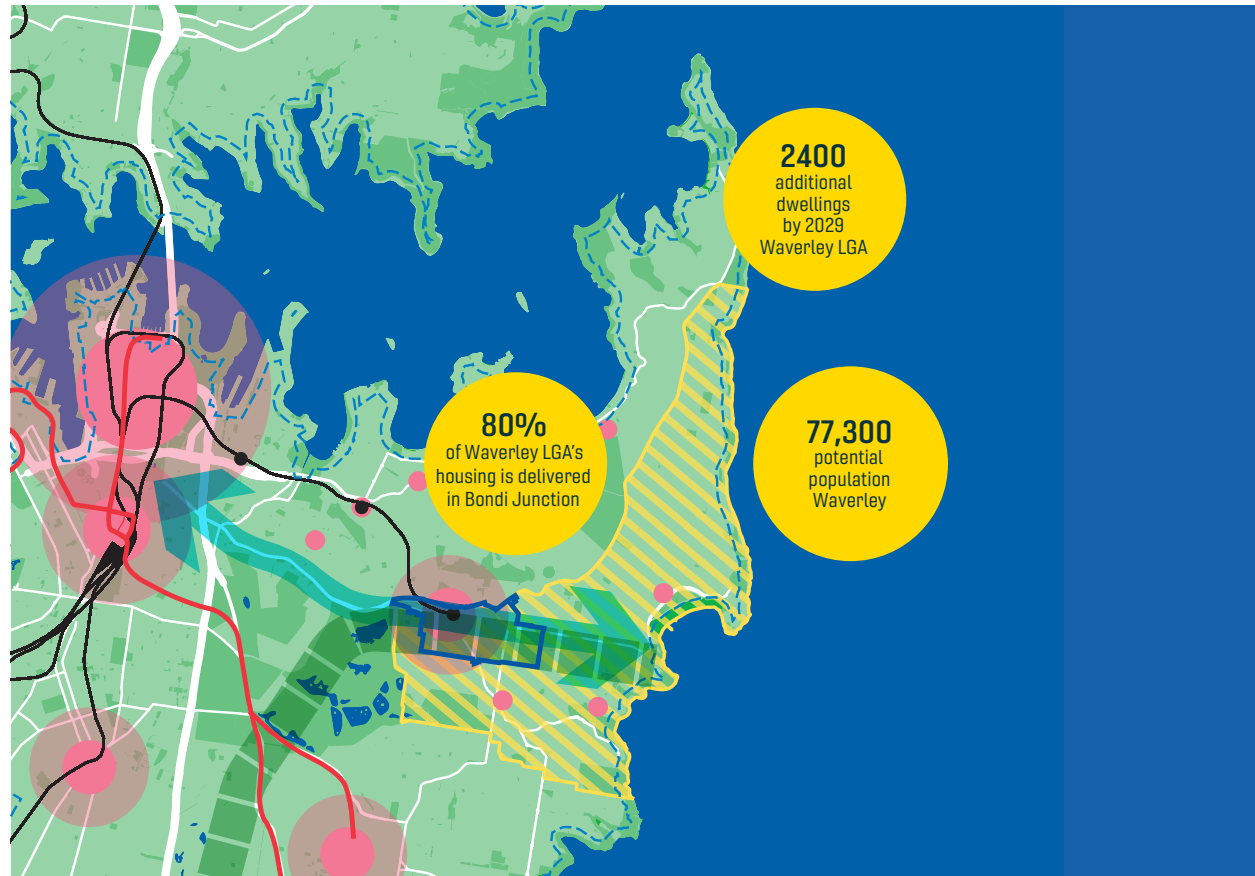 2400
additional
dwellings
by 2029
Waverley LGA
80%
of Waverley LGA's
housing is delivered
in Bondi Junction
77,300
potential
population
Waverley